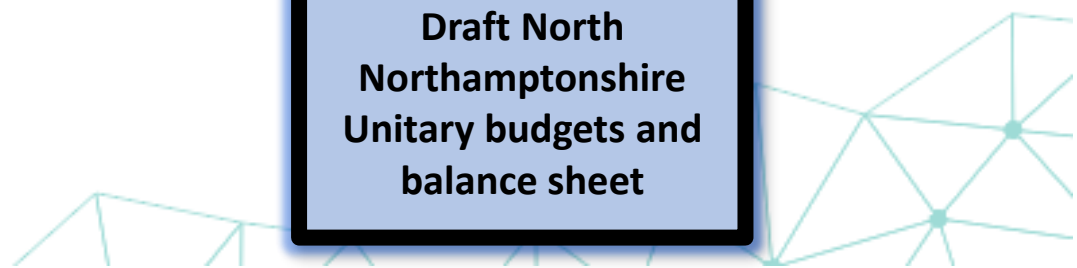 Draft North
Northamptonshire
Unitary budgets and
balance sheet